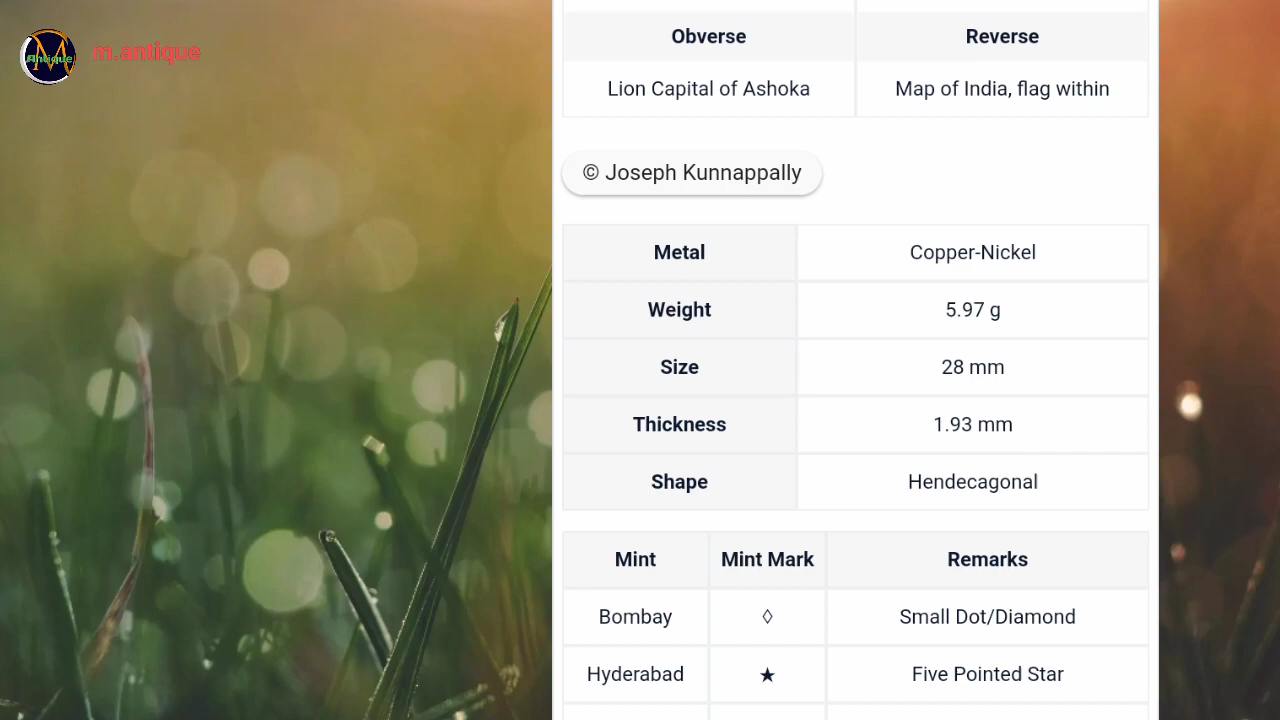 m.antique
M
Antique
Obverse Reverse
Lion Capital of Ashoka Map of India, flag within
© Joseph Kunnappally
Metal Copper-Nickel
Weight 5.97 g
Size 28 mm
Thickness 1.93 mm
Shape Hendecagonal
Mint Mint Mark Remarks
Bombay ◊ Small Dot/Diamond
Hyderabad ★ Five Pointed Star